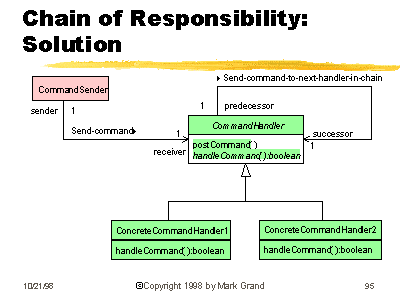 Chain of Responsibility:
Solution
Send-command-to-next-handler-in-chain
CommandSender
1
predecessor
sender
1
CommandHandler
Send-command
1
successor
postCommand( )
receiver
handleCommand( ):boolean
1
ConcreteCommandHandler1
ConcreteCommandHandler2
handleCommand( ):boolean
handleCommand( ):boolean
10/21/98
©Copyright 1998 by Mark Grand
95